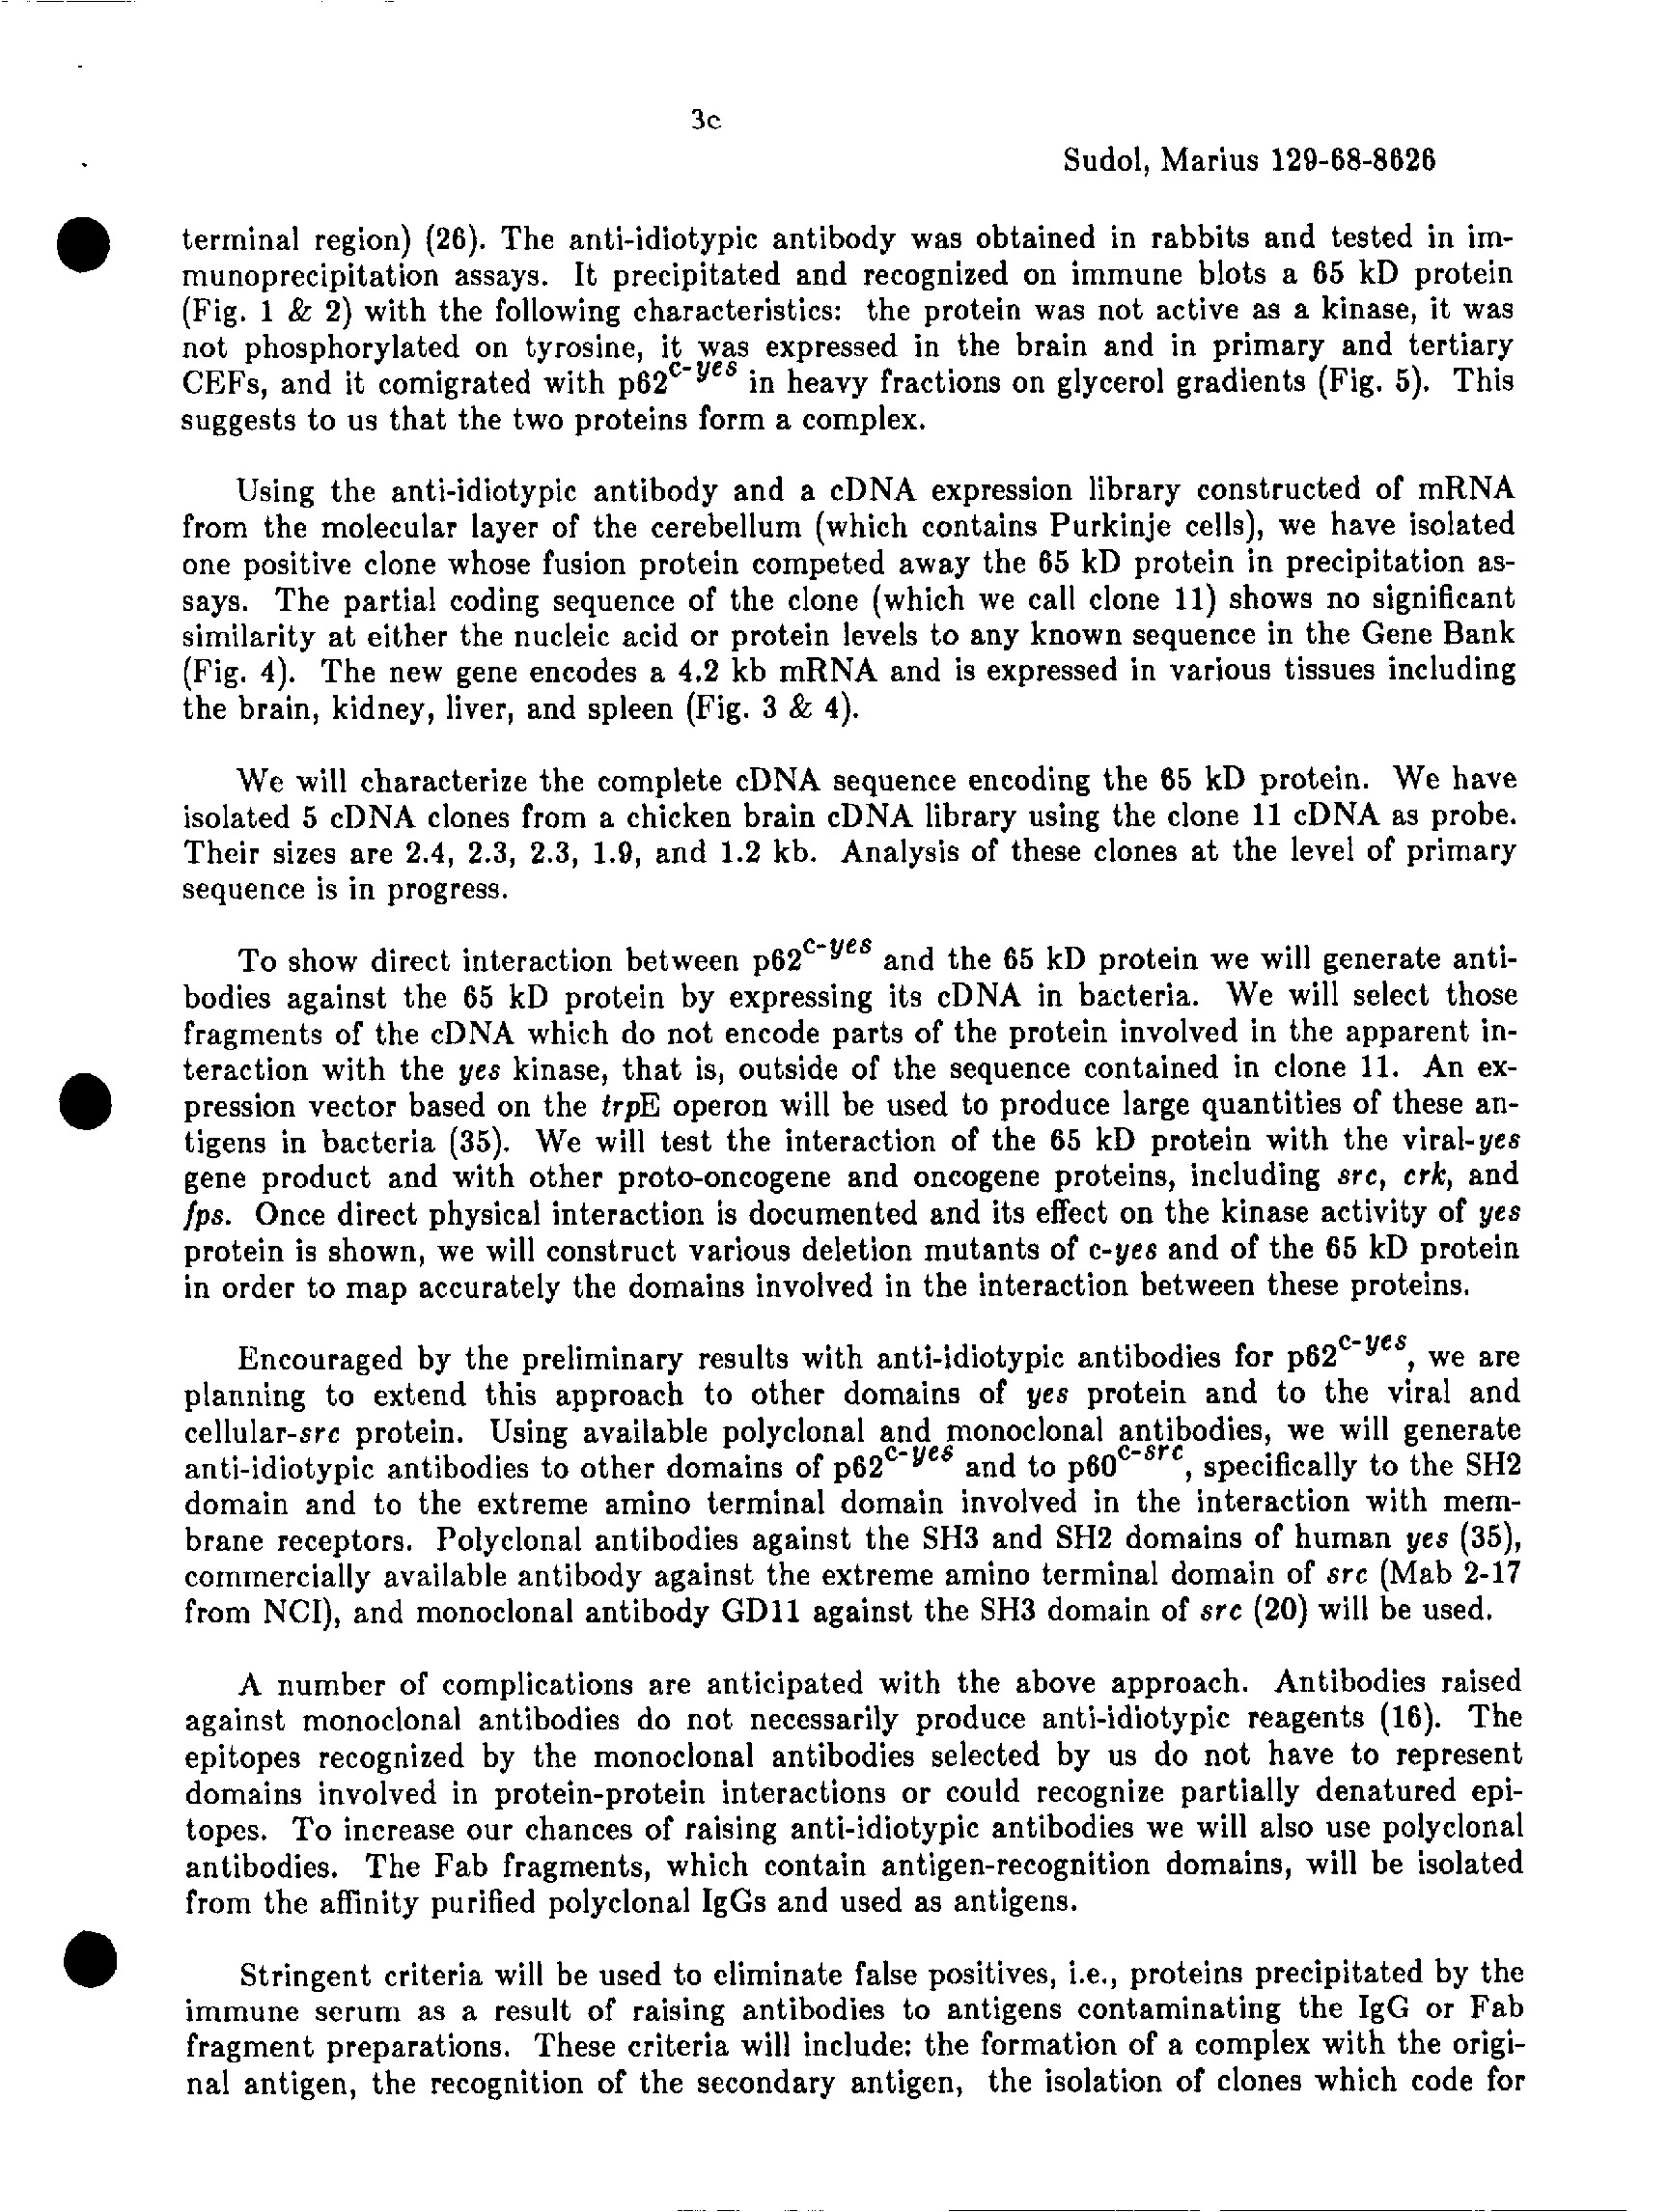 3c
Sudol, Marius 129-68-8626
terminal region) (26). The anti-idiotypic antibody was obtained in rabbits and tested in im-
munoprecipitation assays. It precipitated and recognized on immune blots a 65 kD protein
(Fig. 1 & 2) with the following characteristics: the protein was not active as a kinase, it was
not phosphorylated on tyrosine, it was expressed in the brain and in primary and tertiary
CEFs, and it comigrated with p62c-yes in heavy fractions on glycerol gradients (Fig. 5). This
suggests to us that the two proteins form a complex.
Using the anti-idiotypic antibody and a cDNA expression library constructed of mRNA
from the molecular layer of the cerebellum (which contains Purkinje cells), we have isolated
one positive clone whose fusion protein competed away the 65 kD protein in precipitation as-
says. The partial coding sequence of the clone (which we call clone 11) shows no significant
similarity at either the nucleic acid or protein levels to any known sequence in the Gene Bank
(Fig. 4). The new gene encodes a 4.2 kb mRNA and is expressed in various tissues including
the brain, kidney, liver, and spleen (Fig. 3 & 4).
We will characterize the complete cDNA sequence encoding the 65 kD protein. We have
isolated 5 cDNA clones from a chicken brain cDNA library using the clone 11 cDNA as probe.
Their sizes are 2.4, 2.3, 2.3, 1.9, and 1.2 kb. Analysis of these clones at the level of primary
sequence is in progress.
To show direct interaction between p62c-yes and the 65 kD protein we will generate anti-
bodies against the 65 kD protein by expressing its cDNA in bacteria. We will select those
fragments of the cDNA which do not encode parts of the protein involved in the apparent in-
teraction with the yes kinase, that is, outside of the sequence contained in clone 11. An ex-
pression vector based on the trpE operon will be used to produce large quantities of these an-
tigens in bacteria (35). We will test the interaction of the 65 kD protein with the viral-yes
gene product and with other proto-oncogene and oncogene proteins, including src, crk, and
fps. Once direct physical interaction is documented and its effect on the kinase activity of yes
protein is shown, we will construct various deletion mutants of c-yes and of the 65 kD protein
in order to map accurately the domains involved in the interaction between these proteins.
Encouraged by the preliminary results with anti-idiotypic antibodies for p62c-yes, we are
planning to extend this approach to other domains of yes protein and to the viral and
cellular-src protein. Using available polyclonal and monoclonal antibodies, we will generate
anti-idiotypic antibodies to other domains of p62c-yes and to p60c-src, specifically to the SH2
domain and to the extreme amino terminal domain involved in the interaction with mem-
brane receptors. Polyclonal antibodies against the SH3 and SH2 domains of human yes (35),
commercially available antibody against the extreme amino terminal domain of src (Mab 2-17
from NCI), and monoclonal antibody GD11 against the SH3 domain of src (20) will be used.
A number of complications are anticipated with the above approach. Antibodies raised
against monoclonal antibodies do not necessarily produce anti-idiotypic reagents (16). The
epitopes recognized by the monoclonal antibodies selected by us do not have to represent
domains involved in protein-protein interactions or could recognize partially denatured epi-
topes. To increase our chances of raising anti-idiotypic antibodies we will also use polyclonal
antibodies. The Fab fragments, which contain antigen-recognition domains, will be isolated
from the affinity purified polyclonal IgGs and used as antigens.
Stringent criteria will be used to eliminate false positives, i.e., proteins precipitated by the
immune serum as a result of raising antibodies to antigens contaminating the IgG or Fab
fragment preparations. These criteria will include: the formation of a complex with the origi-
nal antigen, the recognition of the secondary antigen, the isolation of clones which code for